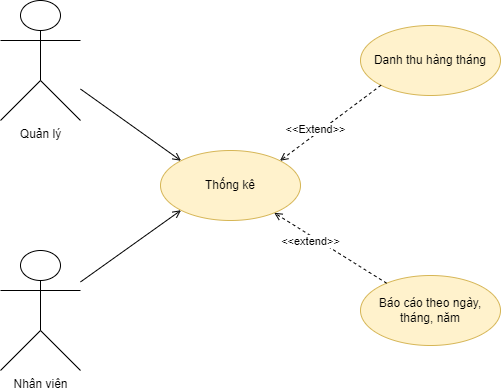 Danh thu hàng tháng
<<Extend>>
Quản lý
Thống kê
<<extend>>
Báo cáo theo ngày,
tháng, năm
Nhân viên